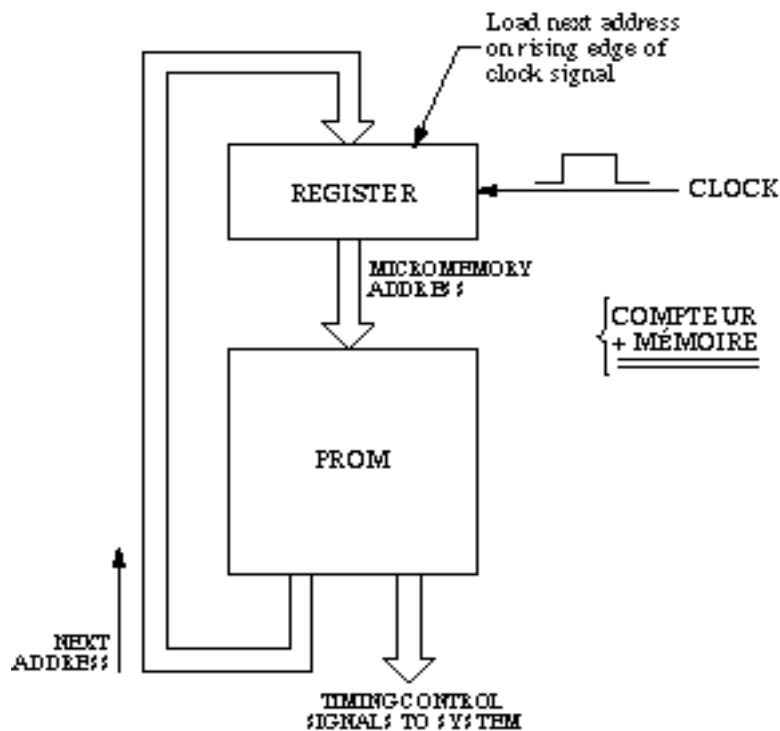 Load next address
on rising edge of
clock signal
REGISTER
CLOCK
MICROMEMORY
ADDRESS
{COMPTEUR
+ MÉMOIRE
PROM
NEXT
ADDRESS
TIMING CONTROL
SIGNALS TO SYSTEM